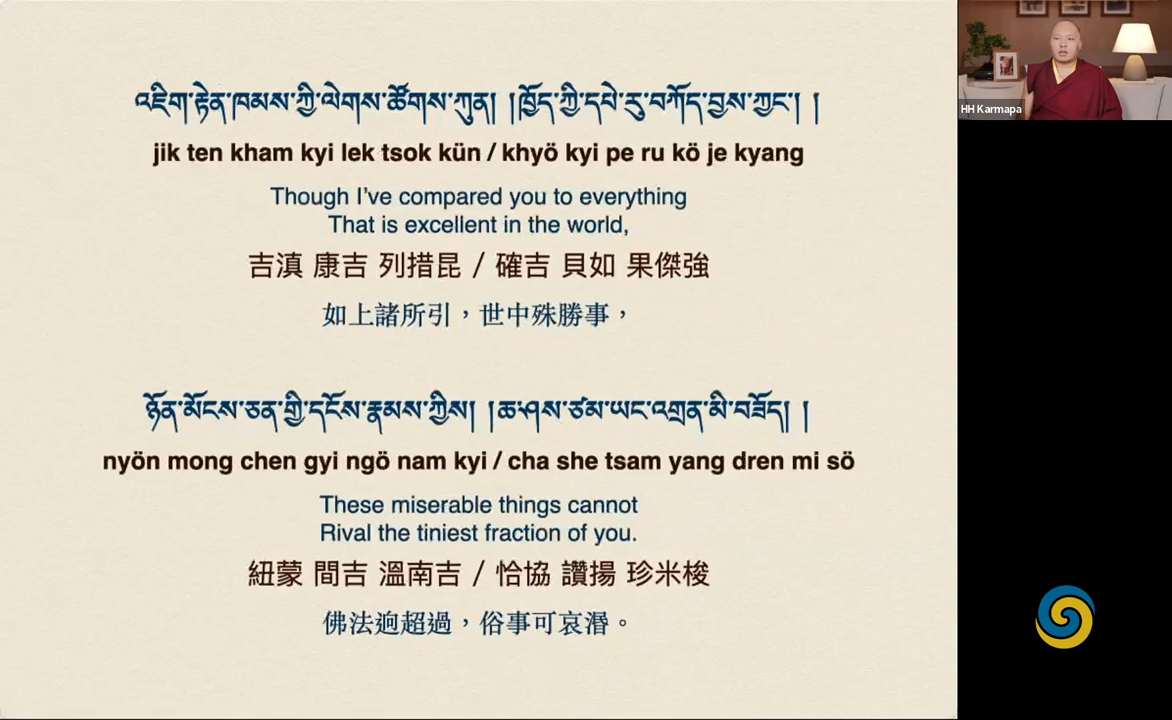 འཇིག་རྟེན་ཁམས་ཀྱི་ལེགས་ཚོགས་ཀུན། །ཁྱོད་ཀྱི་དཔེ་རུ་བཀོད་བྱས་ཀྱང་། །
jik ten kham kyi lek tsok kün / khyö kyi pe ru kö je kyang
Though I’ve compared you to everything
That is excellent in the world,
吉滇 康吉 列措昆 / 確吉 貝如 果傑強
如上諸所引，世中殊勝事，
ཉོན་མོངས་ཅན་གྱི་དངོས་རྣམས་ཀྱིས། །ཆ་ཤས་ཙམ་ཡང་འགྲན་མི་བཟོད། །
nyön mong chen gyi ngö nam kyi / cha she tsam yang dren mi sö
These miserable things cannot
Rival the tiniest fraction of you.
紐蒙 間吉 溫南吉 / 恰協 讚揚 珍米梭
佛法迥超過，俗事可哀潛。
HH Karmapa